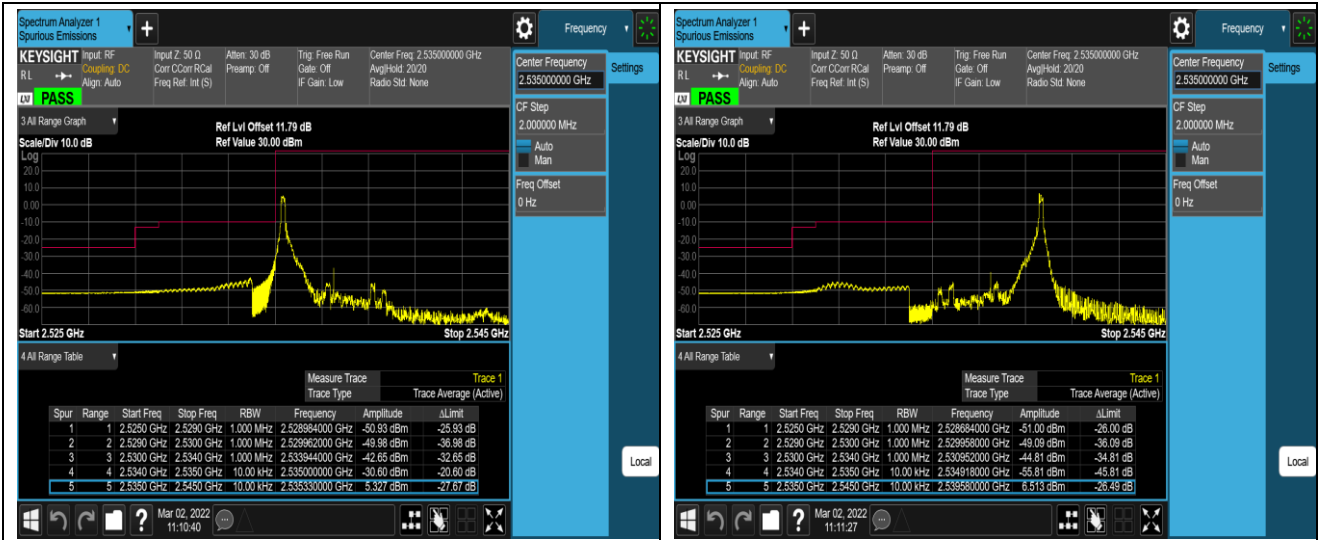 Spectrum Analyzer 1
Spurious Emissions
Frequency
KEYSIGHT Input: RF Input Z: 50 Ω Atten: 30 dB Trig: Free Run Center Freq: 2.535000000 GHz
Coupling: DC Corr CCorr RCal Preamp: Off Gate: Off Avg|Hold: 20/20
RL Align: Auto Freq Ref: Int (S) IF Gain: Low Radio Std: None
LXI PASS
Center Frequency
2.535000000 GHz
Settings
CF Step
2.000000 MHz
Auto
Man
Freq Offset
0 Hz
3 All Range Graph
Ref Lvl Offset 11.79 dB
Scale/Div 10.0 dB Ref Value 30.00 dBm
Log
20.0
10.0
0.00
-10.0
-20.0
-30.0
-40.0
-50.0
-60.0
Start 2.525 GHz Stop 2.545 GHz
4 All Range Table
Measure Trace Trace 1
Trace Type Trace Average (Active)
Spur Range Start Freq Stop Freq RBW Frequency Amplitude ΔLimit
1 1 2.5250 GHz 2.5290 GHz 1.000 MHz 2.528984000 GHz -50.93 dBm -25.93 dB
2 2 2.5290 GHz 2.5300 GHz 1.000 MHz 2.529962000 GHz -49.98 dBm -36.98 dB
3 3 2.5300 GHz 2.5340 GHz 1.000 MHz 2.533944000 GHz -42.65 dBm -32.65 dB
4 4 2.5340 GHz 2.5350 GHz 10.00 kHz 2.535000000 GHz -30.60 dBm -20.60 dB
5 5 2.5350 GHz 2.5450 GHz 10.00 kHz 2.535330000 GHz 5.327 dBm -27.67 dB
Local
Mar 02, 2022
11:10:40
Spectrum Analyzer 1
Spurious Emissions
Frequency
KEYSIGHT Input: RF Input Z: 50 Ω Atten: 30 dB Trig: Free Run Center Freq: 2.535000000 GHz
Coupling: DC Corr CCorr RCal Preamp: Off Gate: Off Avg|Hold: 20/20
RL Align: Auto Freq Ref: Int (S) IF Gain: Low Radio Std: None
LXI PASS
Center Frequency
2.535000000 GHz
Settings
CF Step
2.000000 MHz
Auto
Man
Freq Offset
0 Hz
3 All Range Graph
Ref Lvl Offset 11.79 dB
Scale/Div 10.0 dB Ref Value 30.00 dBm
Log
20.0
10.0
0.00
-10.0
-20.0
-30.0
-40.0
-50.0
-60.0
Start 2.525 GHz Stop 2.545 GHz
4 All Range Table
Measure Trace Trace 1
Trace Type Trace Average (Active)
Spur Range Start Freq Stop Freq RBW Frequency Amplitude ΔLimit
1 1 2.5250 GHz 2.5290 GHz 1.000 MHz 2.528684000 GHz -51.00 dBm -26.00 dB
2 2 2.5290 GHz 2.5300 GHz 1.000 MHz 2.529958000 GHz -49.09 dBm -36.09 dB
3 3 2.5300 GHz 2.5340 GHz 1.000 MHz 2.530952000 GHz -44.81 dBm -34.81 dB
4 4 2.5340 GHz 2.5350 GHz 10.00 kHz 2.534918000 GHz -55.81 dBm -45.81 dB
5 5 2.5350 GHz 2.5450 GHz 10.00 kHz 2.539580000 GHz 6.513 dBm -26.49 dB
Local
Mar 02, 2022
11:11:27